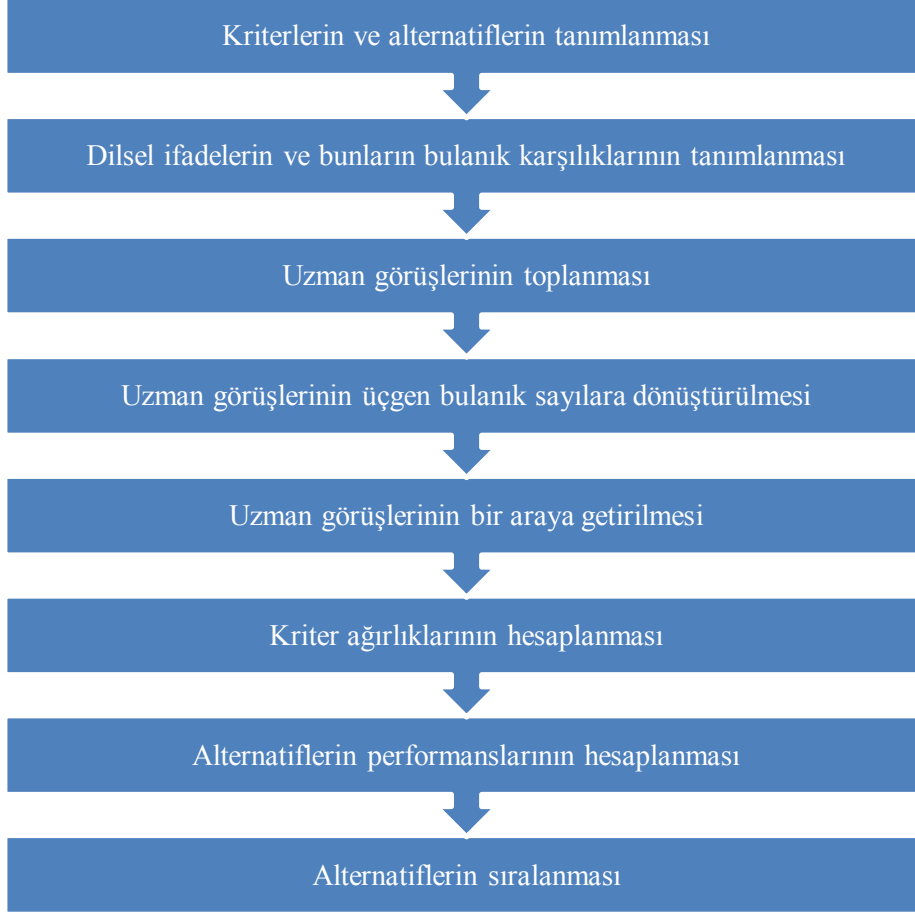 Kriterlerin ve alternatiflerin tanımlanması
Dilsel ifadelerin ve bunların bulanık karşılıklarının tanımlanması
Uzman görüşlerinin toplanması
Uzman görüşlerinin üçgen bulanık sayılara dönüştürülmesi
Uzman görüşlerinin bir araya getirilmesi
Kriter ağırlıklarının hesaplanması
Alternatiflerin performanslarının hesaplanması
Alternatiflerin sıralanması